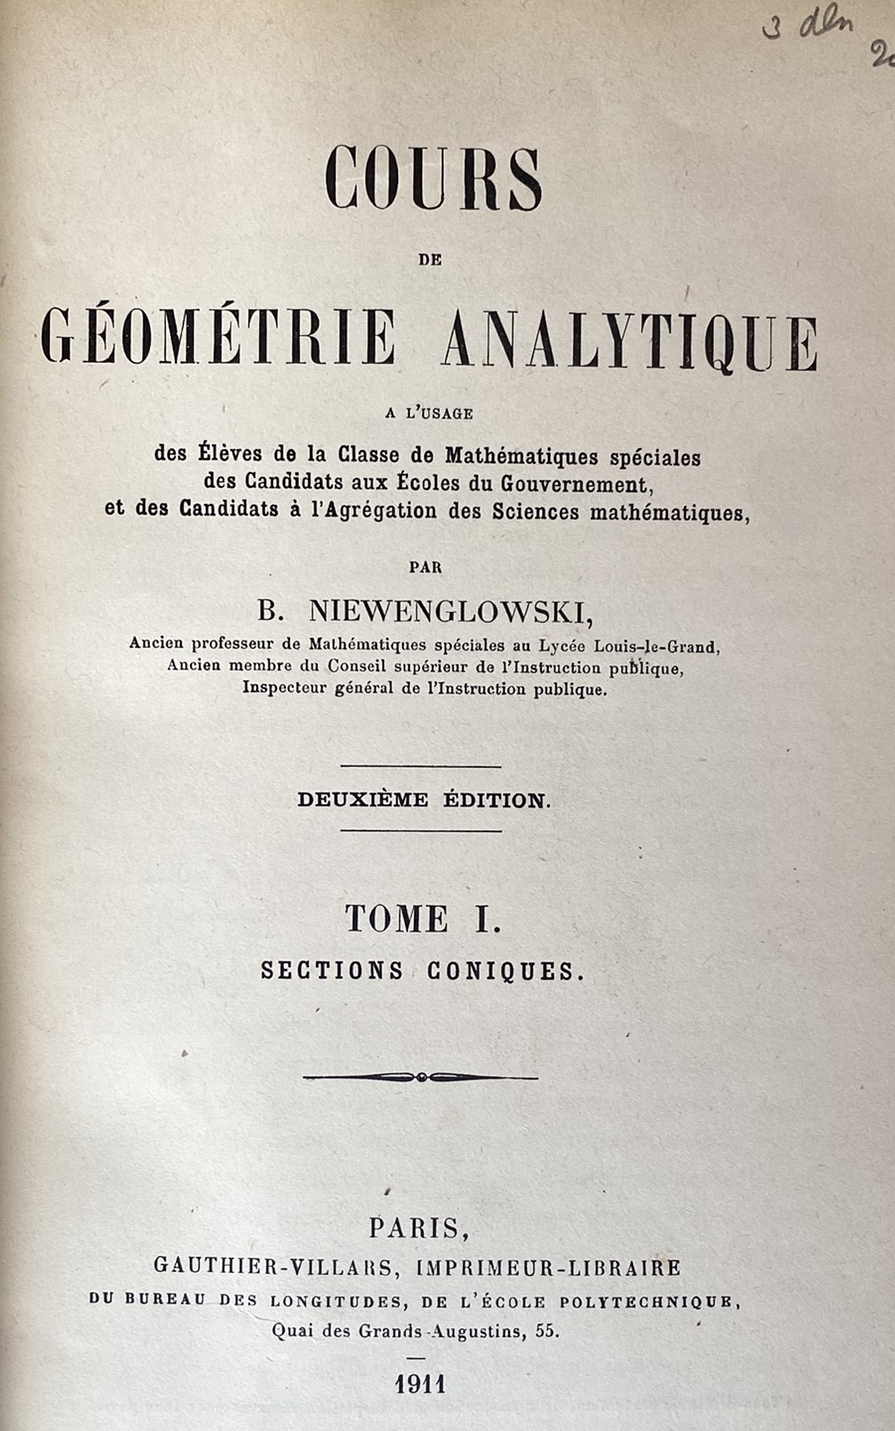 3 dln
COURS
DE
GÉOMÉTRIE ANALYTIQUE
A L'USAGE
des Élèves de la Classe de Mathématiques spéciales
des Candidats aux Écoles du Gouvernement,
et des Candidats à l'Agrégation des Sciences mathématiques,
PAR
B. NIEWENGLOWSKI,
Ancien professeur de Mathématiques spéciales au Lycée Louis-le-Grand,
Ancien membre du Conseil supérieur de l'Instruction publique,
Inspecteur général de l'Instruction publique.
DEUXIÈME ÉDITION.
TOME I.
SECTIONS CONIQUES.
PARIS,
GAUTHIER-VILLARS, IMPRIMEUR-LIBRAIRE
DU BUREAU DES LONGITUDES, DE L'ÉCOLE POLYTECHNIQUE,
Quai des Grands-Augustins, 55.
1911